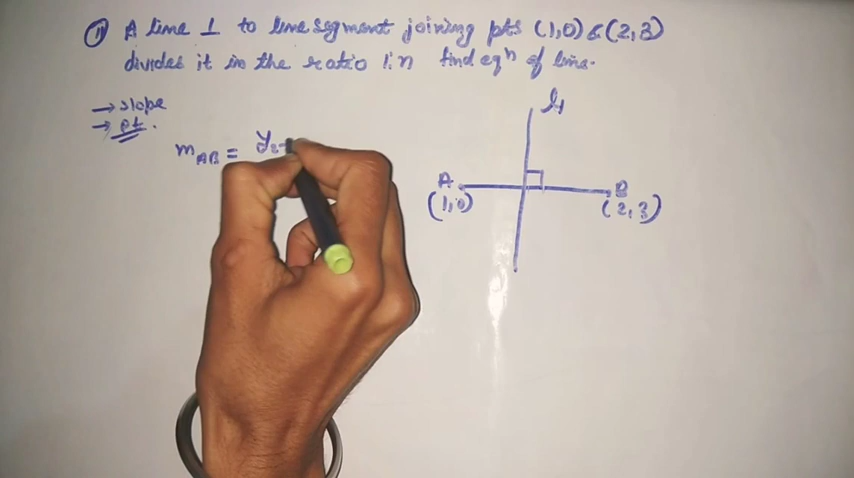 11 A line ⊥ to line segment joining pts (1,0) & (2,3)
divides it in the ratio 1:n find eqⁿ of line.
→ slope
→ pt.
m_AB = y₂-
l₁
A
(1,0)
B
(2,3)